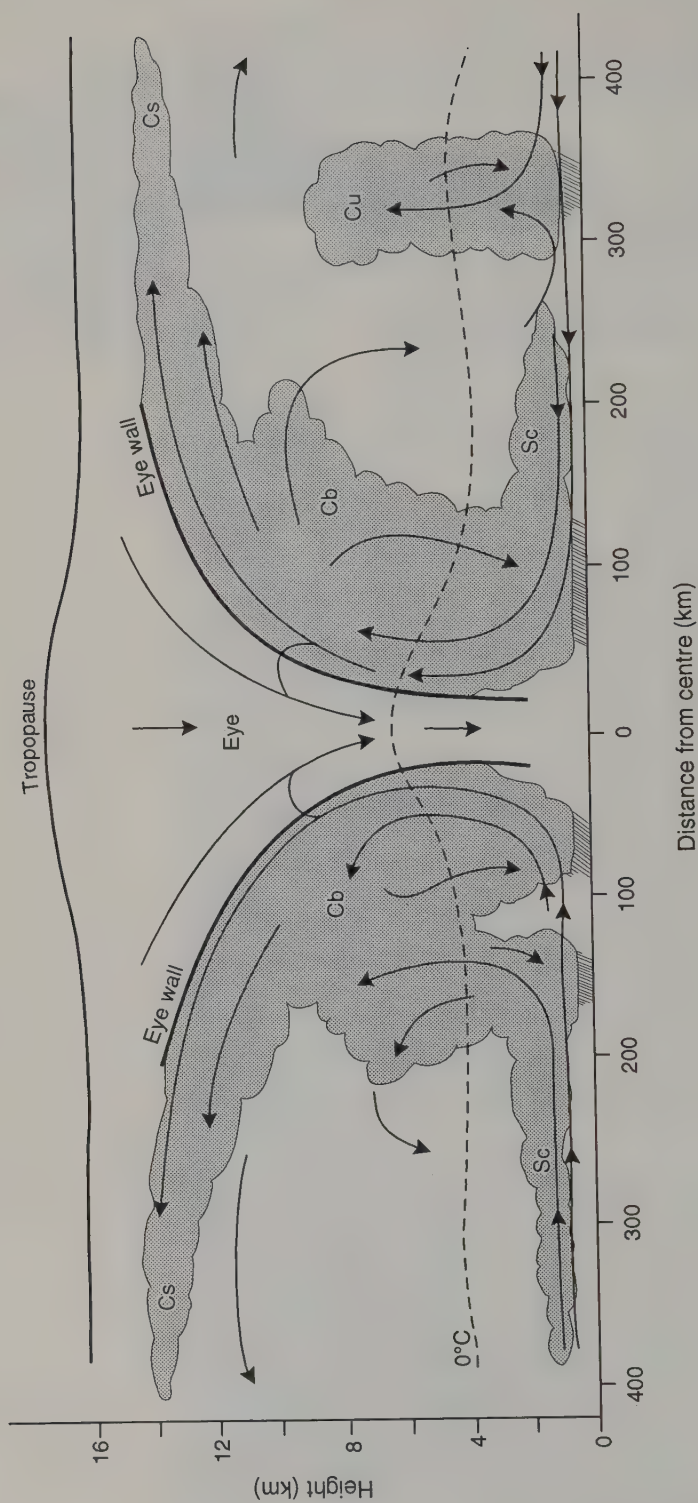 Tropopause
Eye wall
Eye wall
Eye
Cs
Cs
Cb
Cb
Cu
Sc
Sc
0°C
Height (km)
16
12
8
4
0
400
300
200
100
0
100
200
300
400
Distance from centre (km)